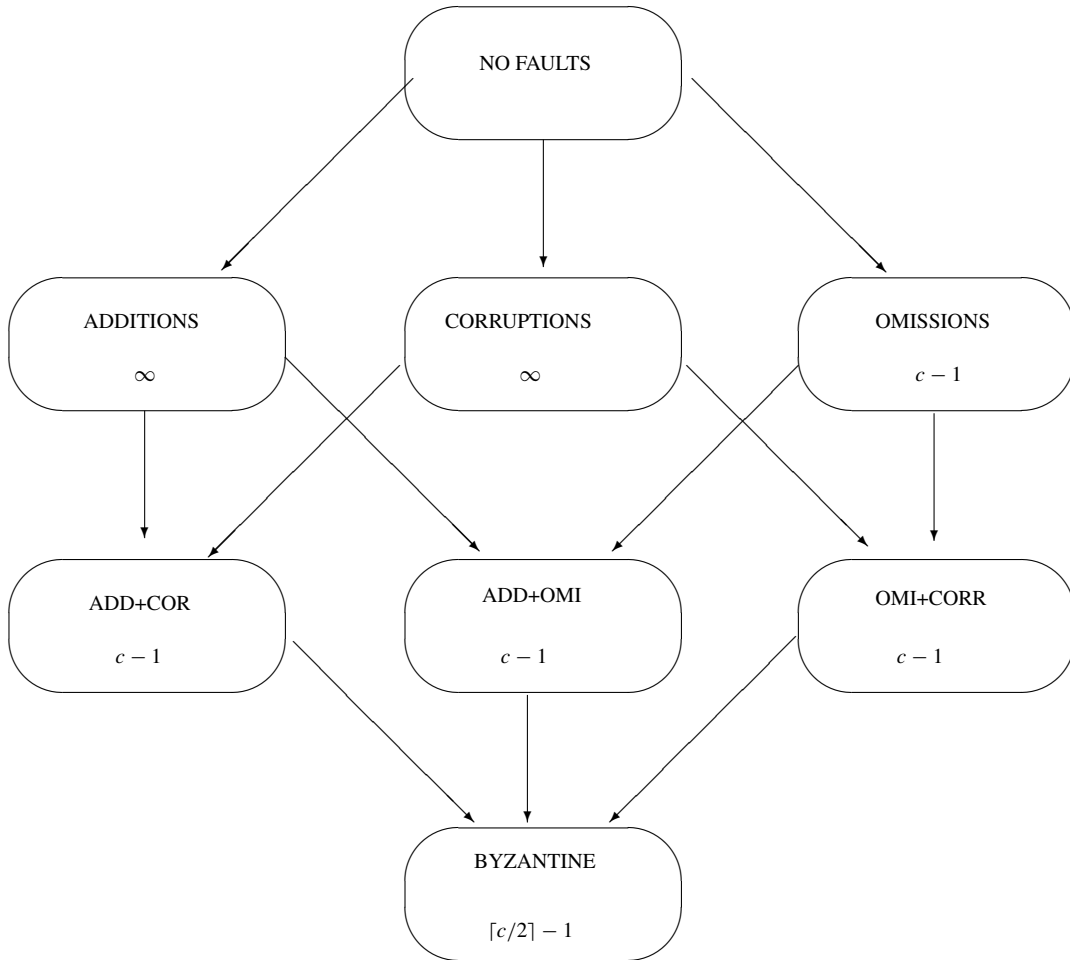 NO FAULTS
ADDITIONS
∞
CORRUPTIONS
∞
OMISSIONS
c − 1
ADD+COR
c − 1
ADD+OMI
c − 1
OMI+CORR
c − 1
BYZANTINE
⌈c/2⌉ − 1